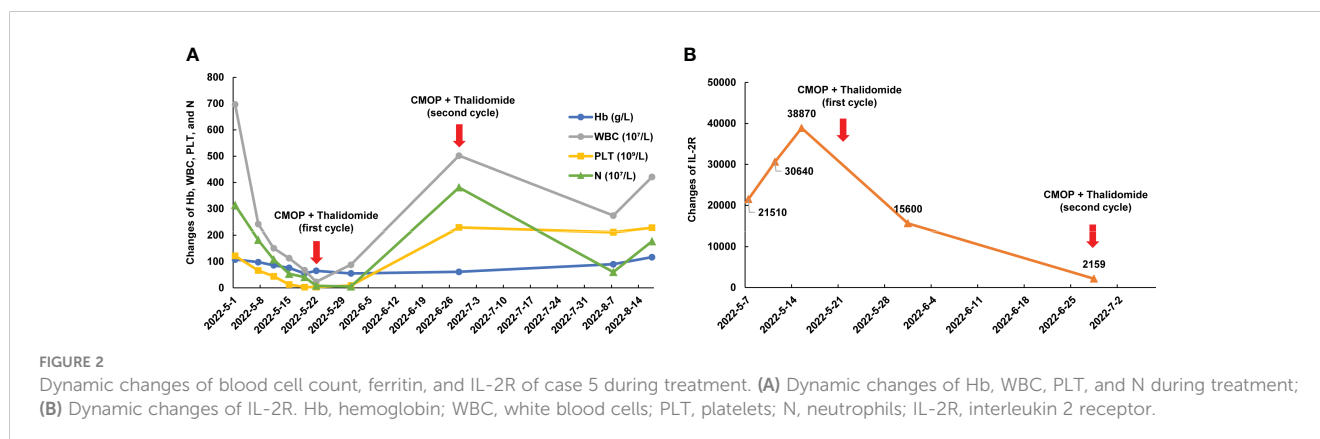 A
Changes of Hb, WBC, PLT, and N
800
700
600
500
400
300
200
100
0
CMOP + Thalidomide
(first cycle)
CMOP + Thalidomide
(second cycle)
Hb (g/L)
WBC (10⁷/L)
PLT (10⁹/L)
N (10⁷/L)
2022-5-1
2022-5-8
2022-5-15
2022-5-22
2022-5-29
2022-6-5
2022-6-12
2022-6-19
2022-6-26
2022-7-3
2022-7-10
2022-7-17
2022-7-24
2022-7-31
2022-8-7
2022-8-14
B
Changes of IL-2R
50000
40000
30000
20000
10000
0
21510
30640
38870
CMOP + Thalidomide
(first cycle)
15600
CMOP + Thalidomide
(second cycle)
2159
2022-5-7
2022-5-14
2022-5-21
2022-5-28
2022-6-4
2022-6-11
2022-6-18
2022-6-25
2022-7-2
FIGURE 2
Dynamic changes of blood cell count, ferritin, and IL-2R of case 5 during treatment. (A) Dynamic changes of Hb, WBC, PLT, and N during treatment;
(B) Dynamic changes of IL-2R. Hb, hemoglobin; WBC, white blood cells; PLT, platelets; N, neutrophils; IL-2R, interleukin 2 receptor.